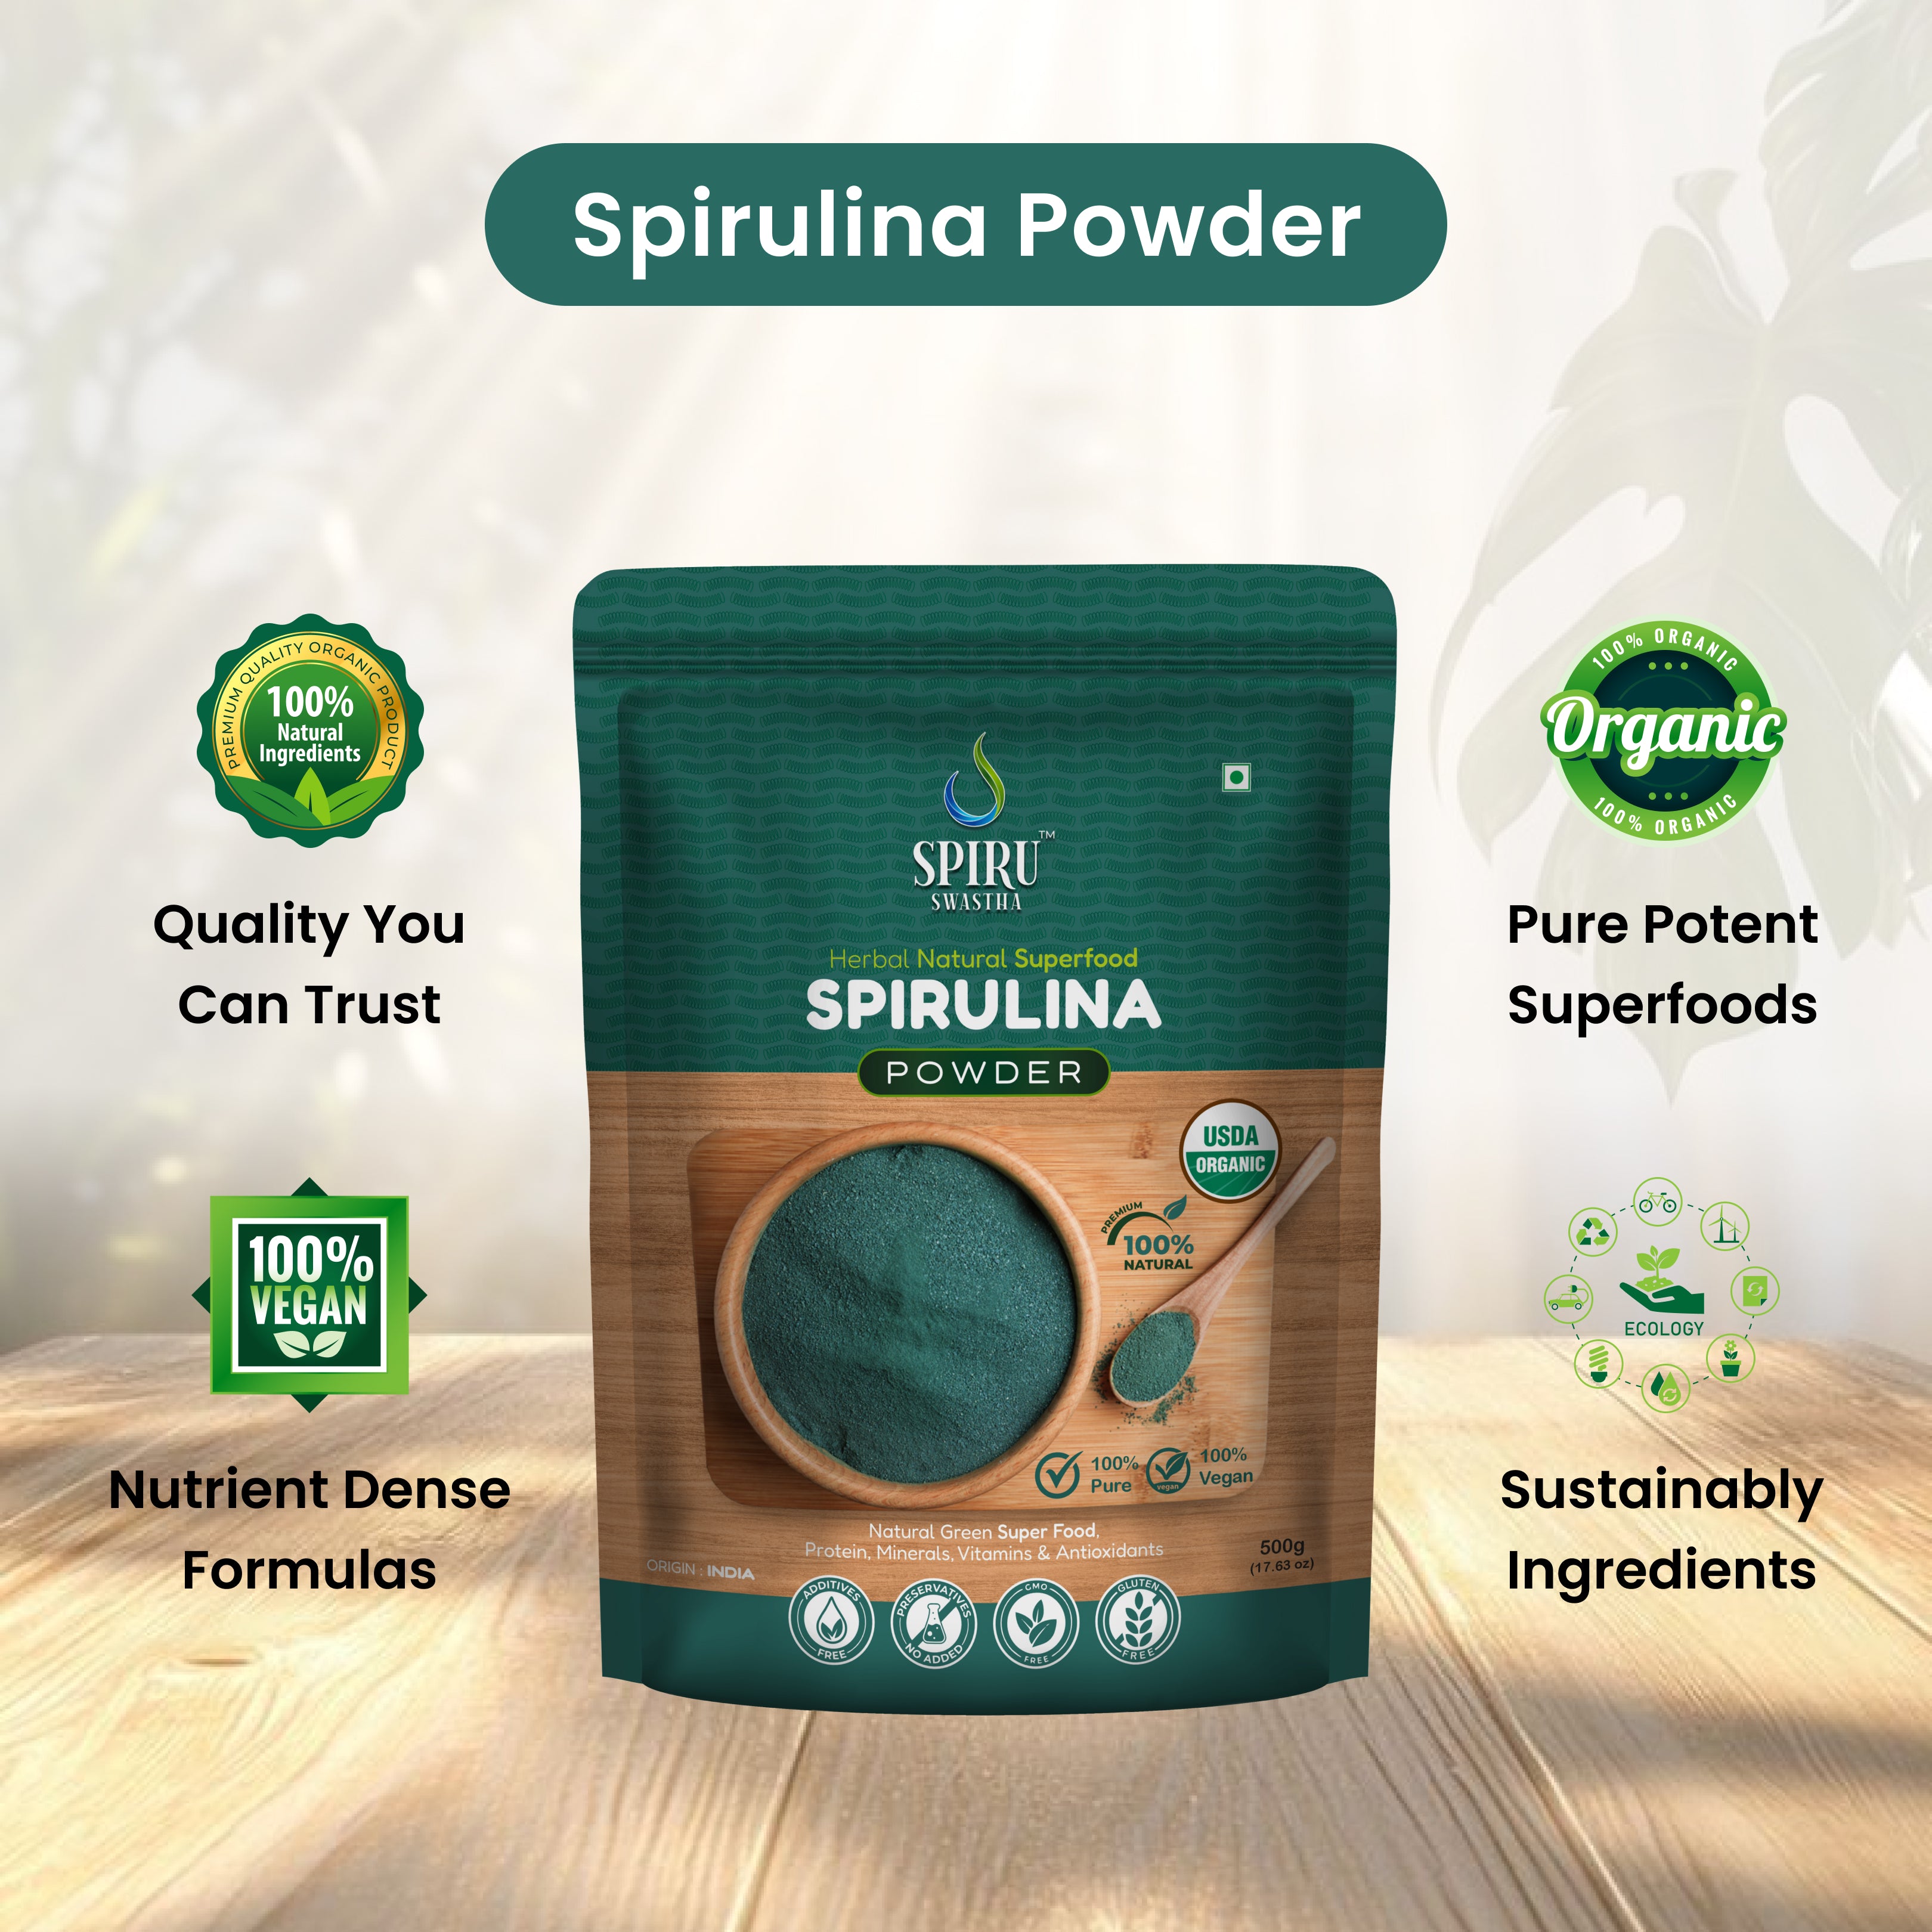 Spirulina Powder
PREMIUM QUALITY ORGANIC PRODUCT
100%
Natural
Ingredients
Quality You
Can Trust
100%
VEGAN
Nutrient Dense
Formulas
SPIRU™
SWASTHA
Herbal Natural Superfood
SPIRULINA
POWDER
USDA
ORGANIC
PREMIUM
100%
NATURAL
100%
Pure
vegan
100%
Vegan
Natural Green Super Food,
Protein, Minerals, Vitamins & Antioxidants
ORIGIN : INDIA
500g
(17.63 oz)
ADDITIVES
FREE
PRESERVATIVES
NO ADDED
GMO
FREE
GLUTEN
FREE
100% ORGANIC
Organic
100% ORGANIC
Pure Potent
Superfoods
ECOLOGY
Sustainably
Ingredients